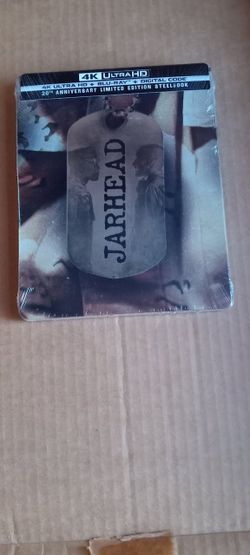 4K ULTRA HD
4K ULTRA HD + BLU-RAY + DIGITAL CODE
20TH ANNIVERSARY LIMITED EDITION STEELBOOK
JARHEAD